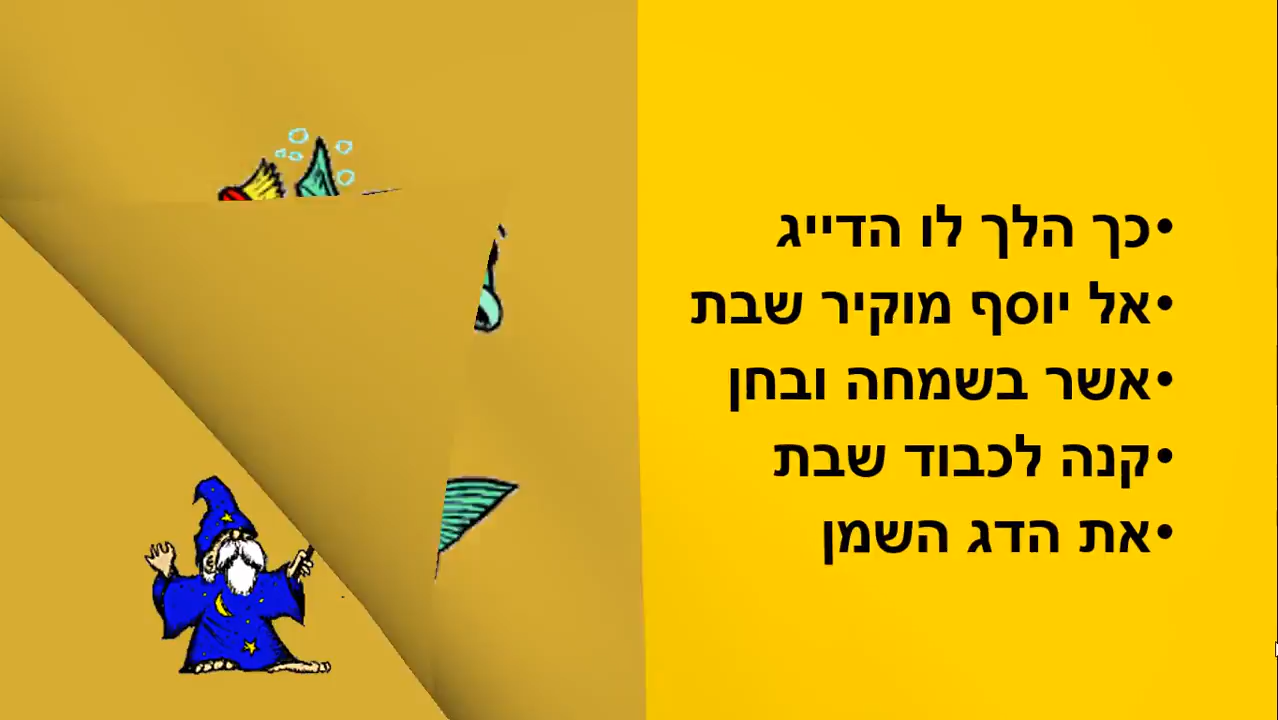 •כך הלך לו הדייג
•אל יוסף מוקיר שבת
•אשר בשמחה ובחן
•קנה לכבוד שבת
•את הדג השמן